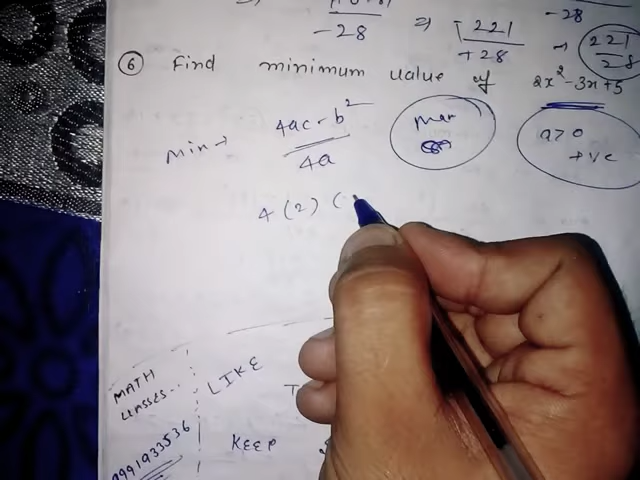 -28 ⇒ -221/+28 → 221/28
-28
⑥ Find minimum value of 2x²-3x+5
Min → 4ac-b²/4a
a>0
+ve
4(2)(
MATH
CLASSES..
LIKE
KEEP
9991933536